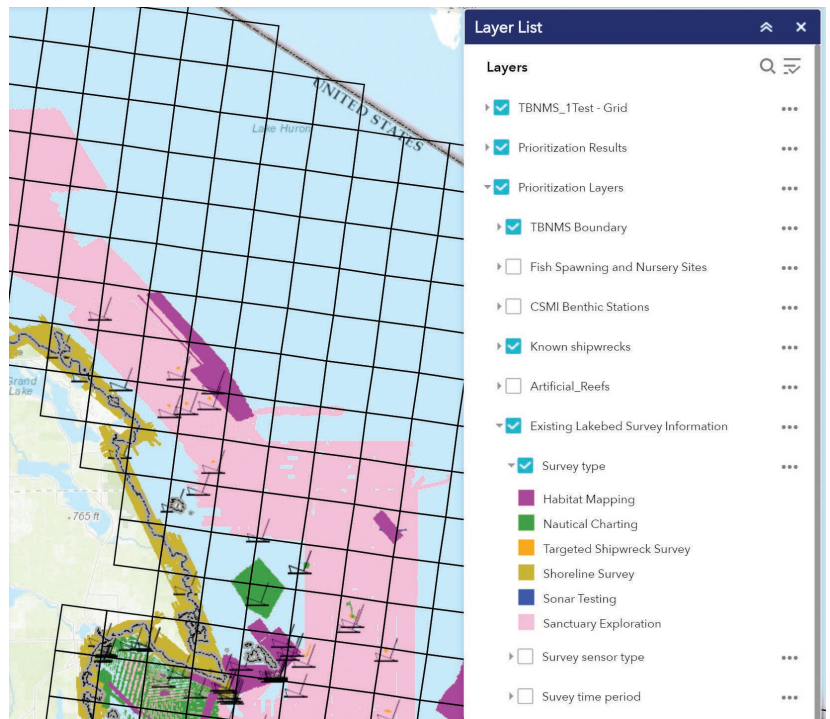 Layer List
Layers
TBNMS_1Test - Grid
Prioritization Results
Prioritization Layers
TBNMS Boundary
Fish Spawning and Nursery Sites
CSMI Benthic Stations
Known shipwrecks
Artificial_Reefs
Existing Lakebed Survey Information
Survey type
Habitat Mapping
Nautical Charting
Targeted Shipwreck Survey
Shoreline Survey
Sonar Testing
Sanctuary Exploration
Survey sensor type
Suvey time period
UNITED STATES
Lake Huron
Grand
Lake
765 ft